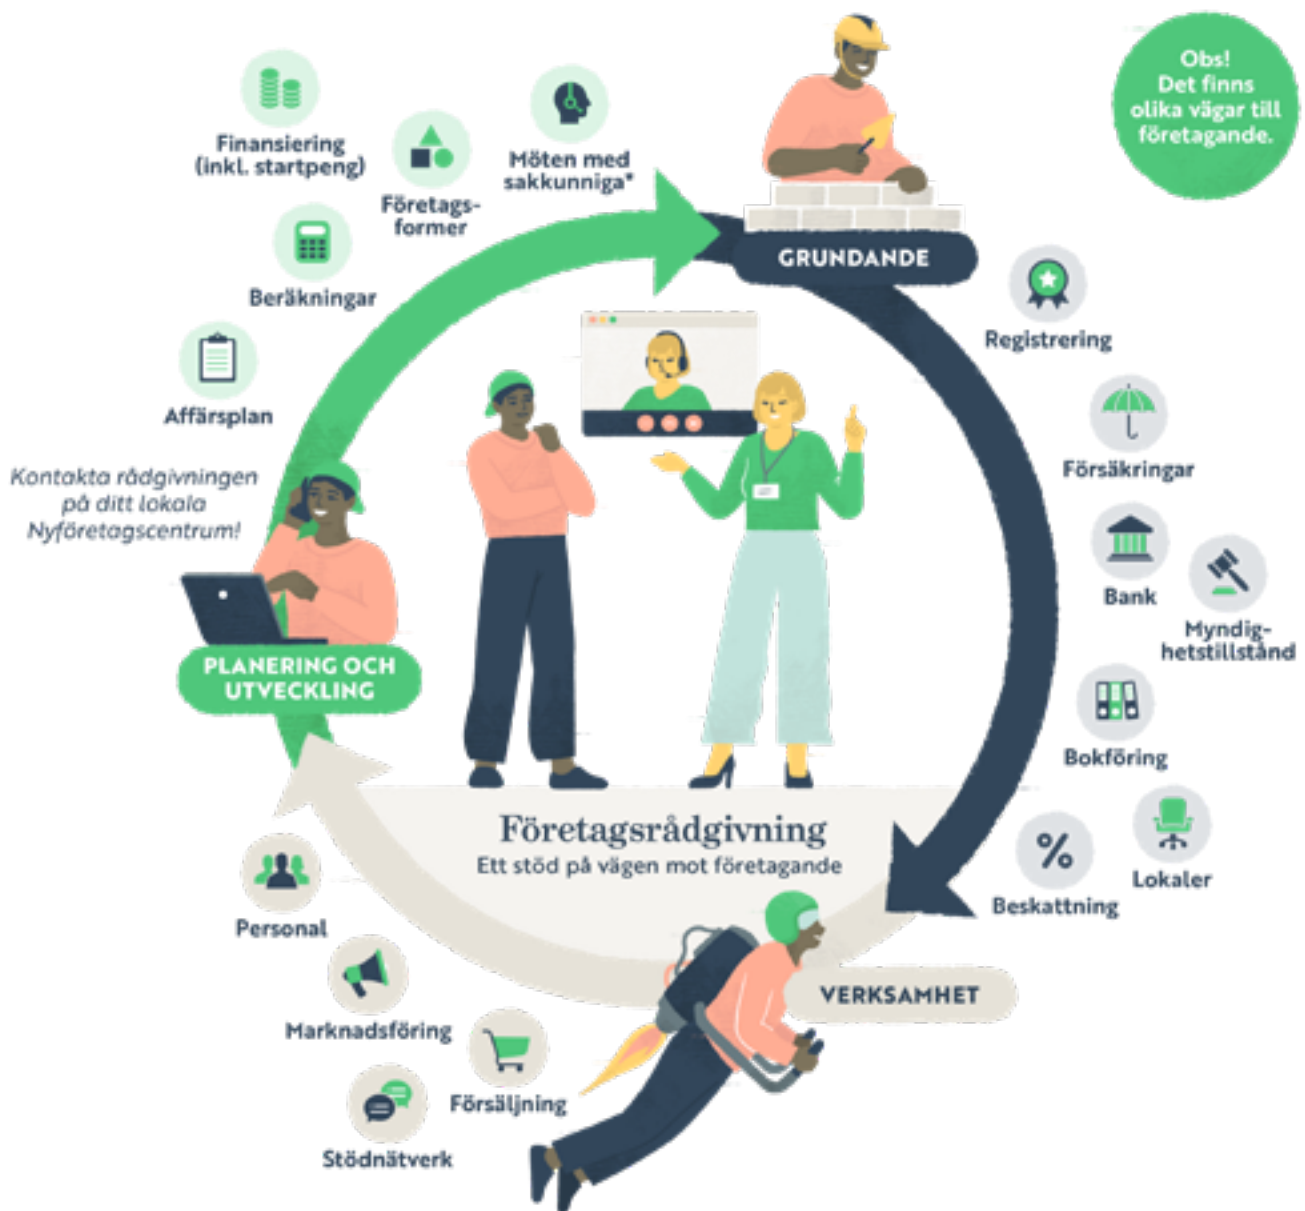 Obs!
Det finns
olika vägar till
företagande.
Finansiering
(inkl. startpeng)
Företags-
former
Möten med
sakkunniga*
Beräkningar
Affärsplan
Kontakta rådgivningen
på ditt lokala
Nyföretagscentrum!
PLANERING OCH
UTVECKLING
GRUNDANDE
Registrering
Försäkringar
Bank
Myndig-
hetstillstånd
Bokföring
Lokaler
Beskattning
Företagsrådgivning
Ett stöd på vägen mot företagande
VERKSAMHET
Personal
Marknadsföring
Försäljning
Stödnätverk